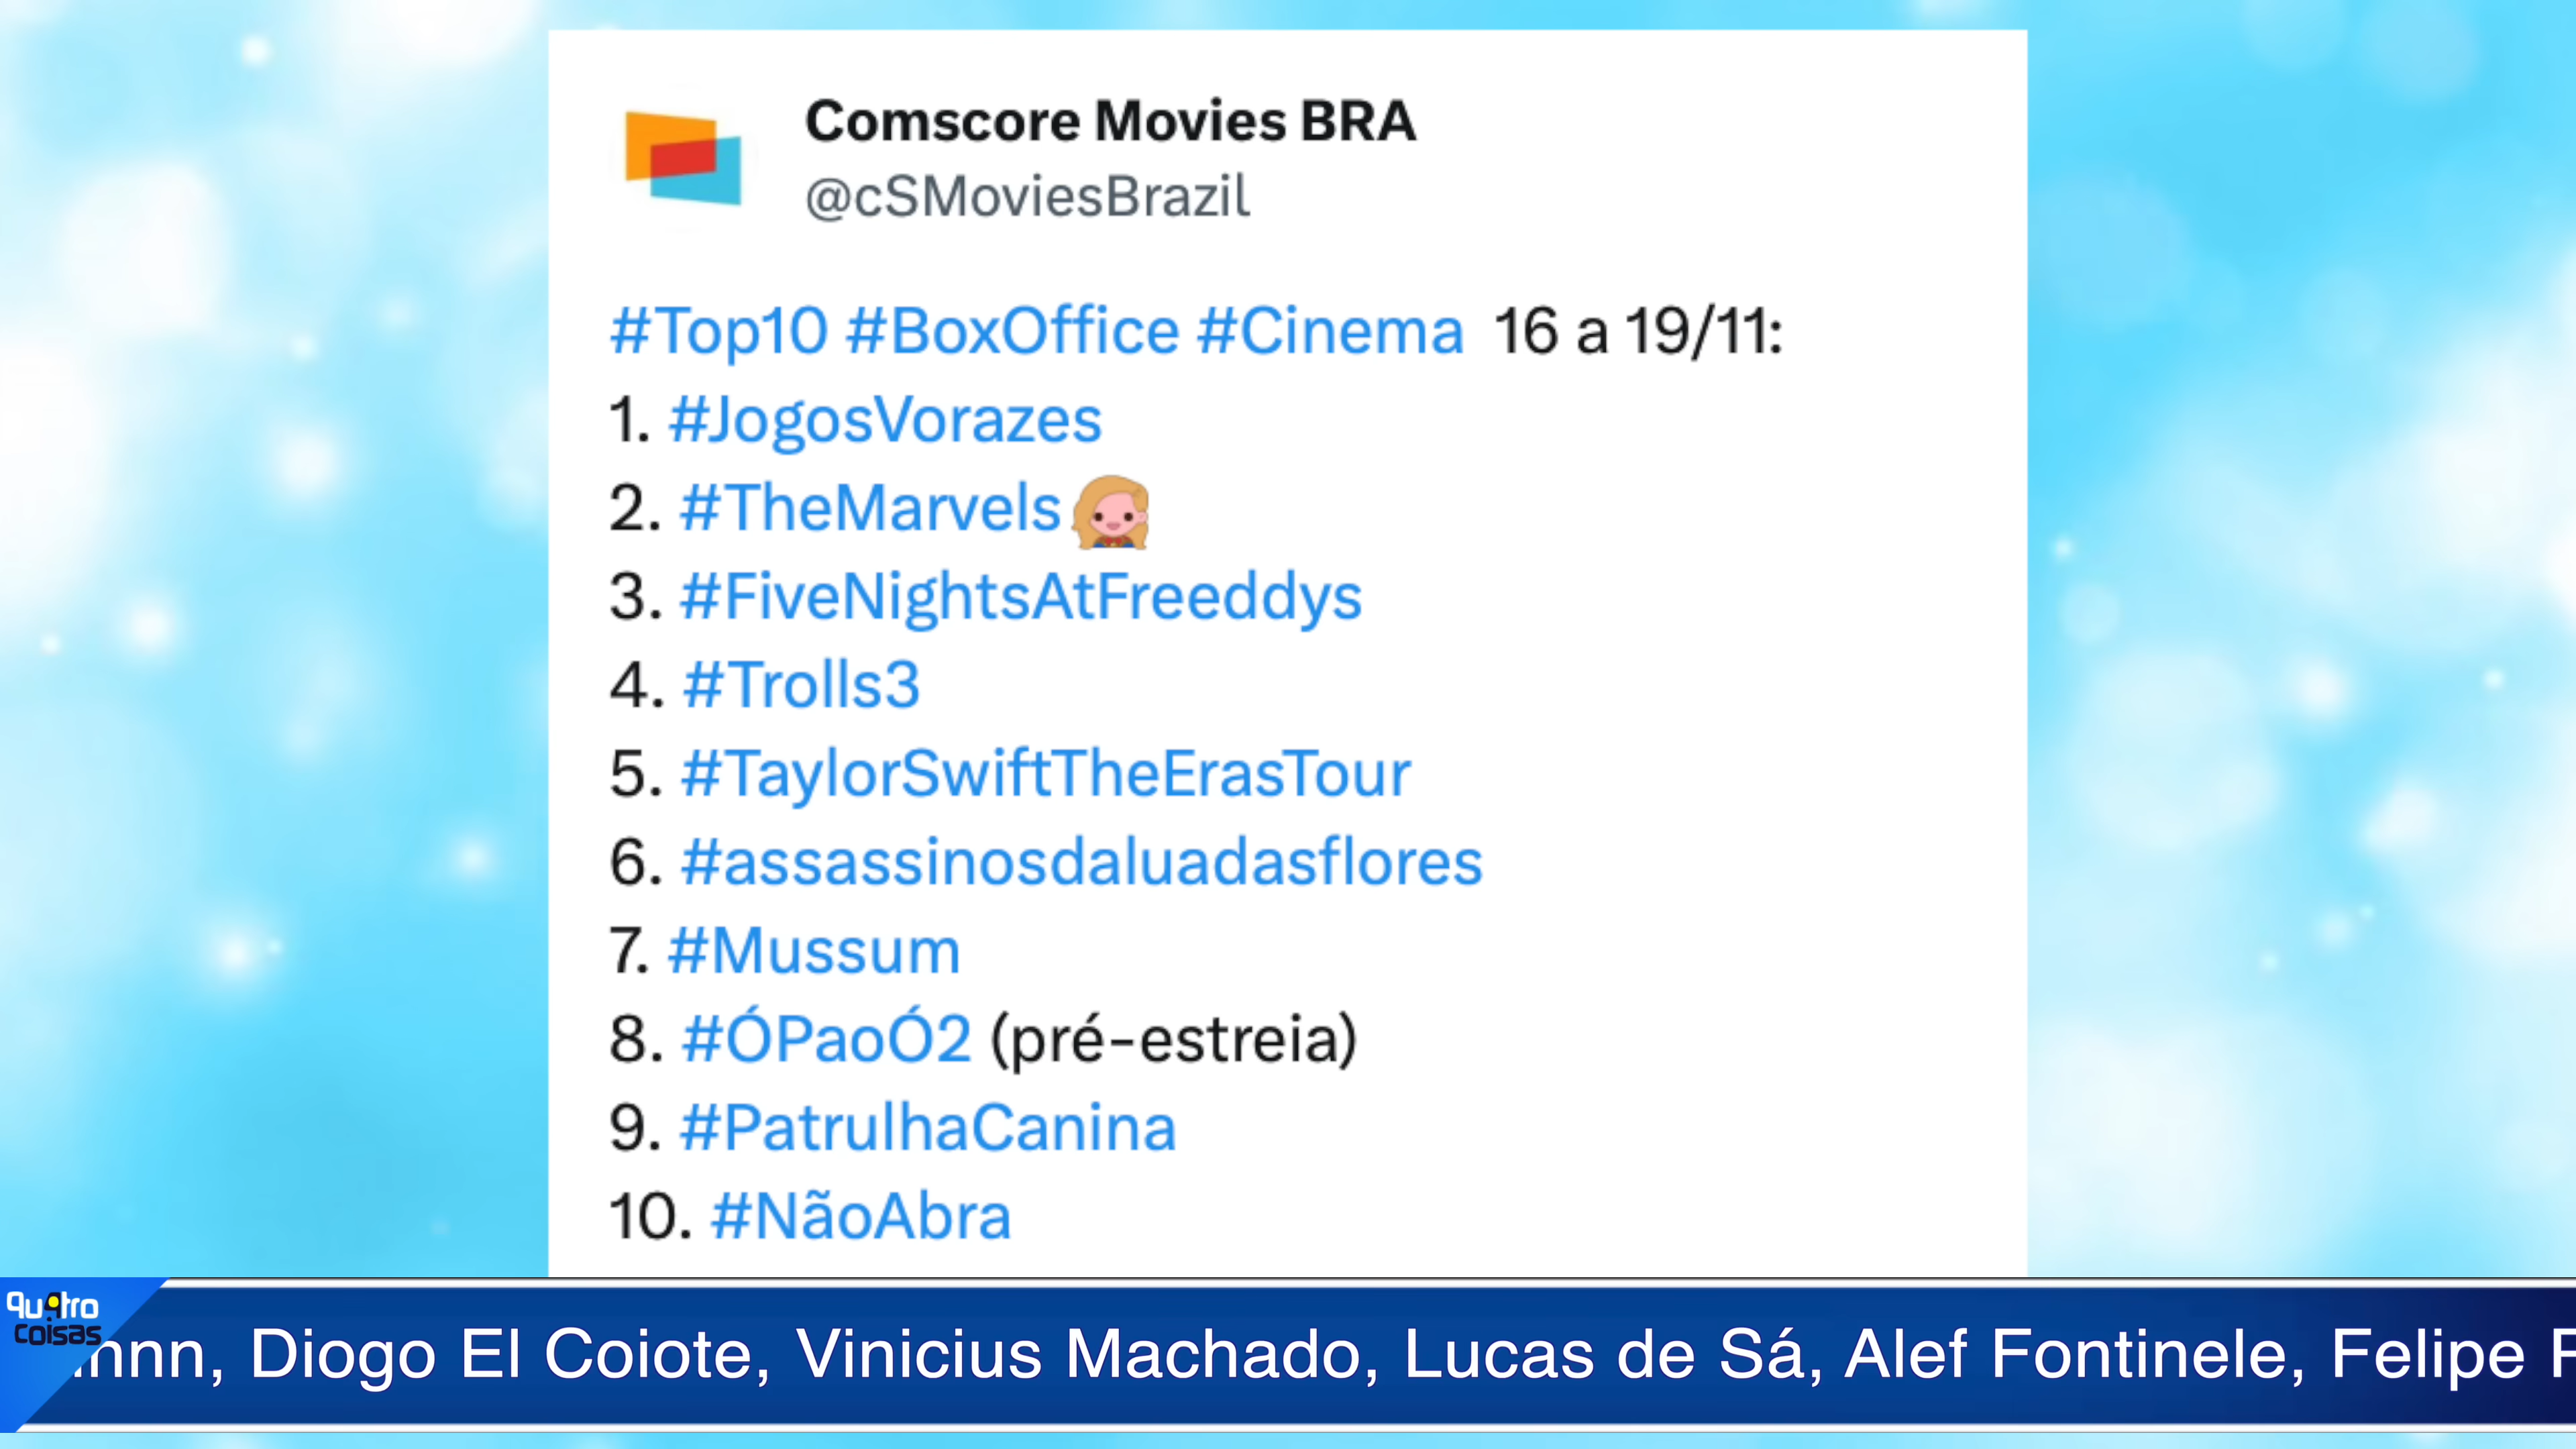 Comscore Movies BRA
@cSMoviesBrazil
#Top10 #BoxOffice #Cinema 16 a 19/11:
1. #JogosVorazes
2. #TheMarvels
3. #FiveNightsAtFreeddys
4. #Trolls3
5. #TaylorSwiftTheErasTour
6. #assassinosdaluadasflores
7. #Mussum
8. #ÓPaoÓ2 (pré-estreia)
9. #PatrulhaCanina
10. #NãoAbra
qu4tro
coisas
Diogo El Coiote, Vinicius Machado, Lucas de Sá, Alef Fontinele, Felipe